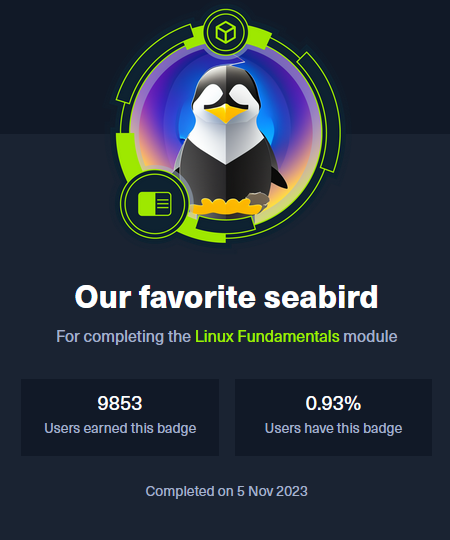 Our favorite seabird
For completing the Linux Fundamentals module
9853
Users earned this badge
0.93%
Users have this badge
Completed on 5 Nov 2023